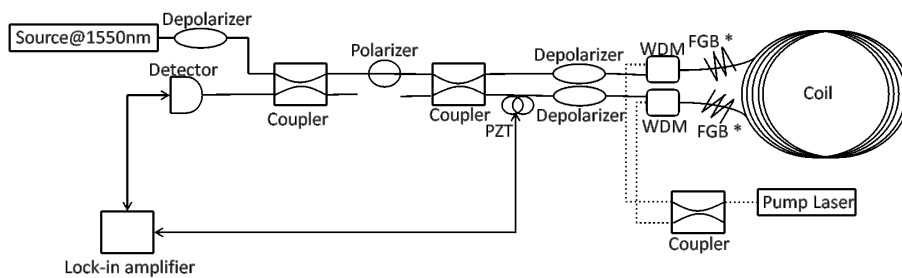 Depolarizer
Source@1550nm
Detector
Coupler
Polarizer
Coupler
PZT
Depolarizer
Depolarizer
WDM
WDM
FGB *
FGB *
Coil
Pump Laser
Coupler
Lock-in amplifier